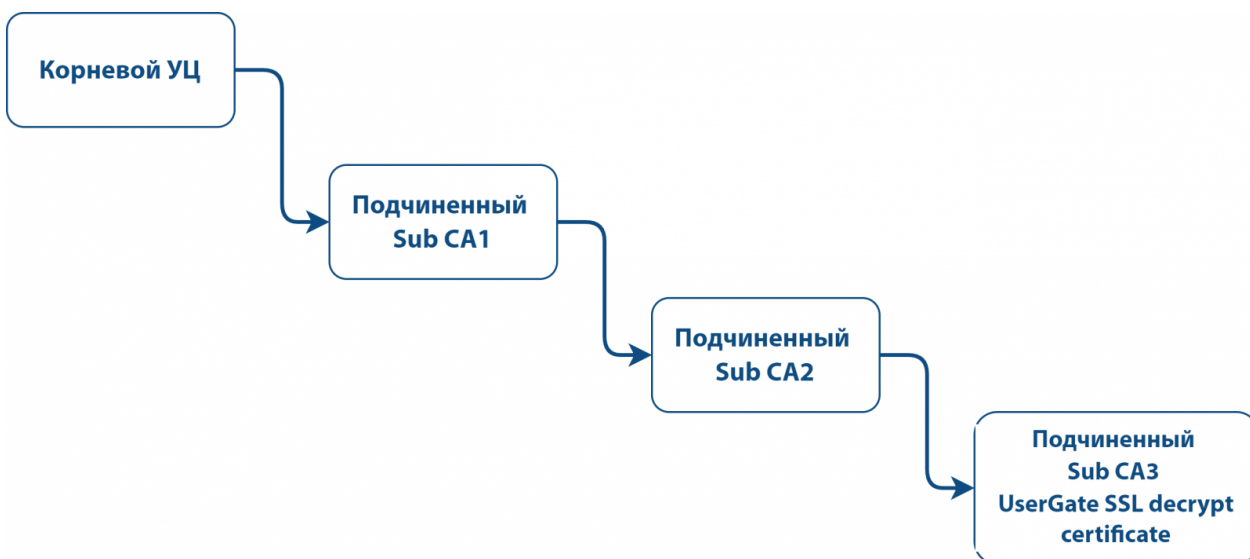 Корневой УЦ
Подчиненный
Sub CA1
Подчиненный
Sub CA2
Подчиненный
Sub CA3
UserGate SSL decrypt
certificate